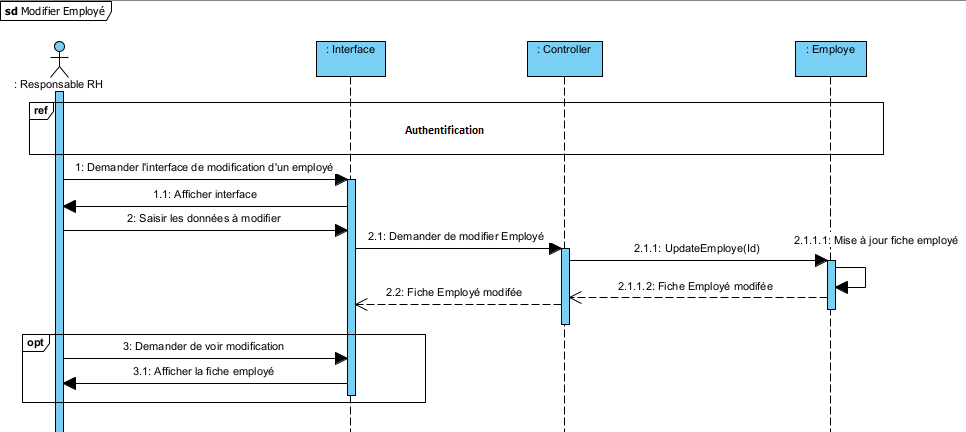 sd Modifier Employé
: Responsable RH
: Interface
: Controller
: Employe
ref
Authentification
1: Demander l'interface de modification d'un employé
1.1: Afficher interface
2: Saisir les données à modifier
2.1: Demander de modifier Employé
2.1.1: UpdateEmploye(Id)
2.1.1.1: Mise à jour fiche employé
2.1.1.2: Fiche Employé modifée
2.2: Fiche Employé modifée
opt
3: Demander de voir modification
3.1: Afficher la fiche employé